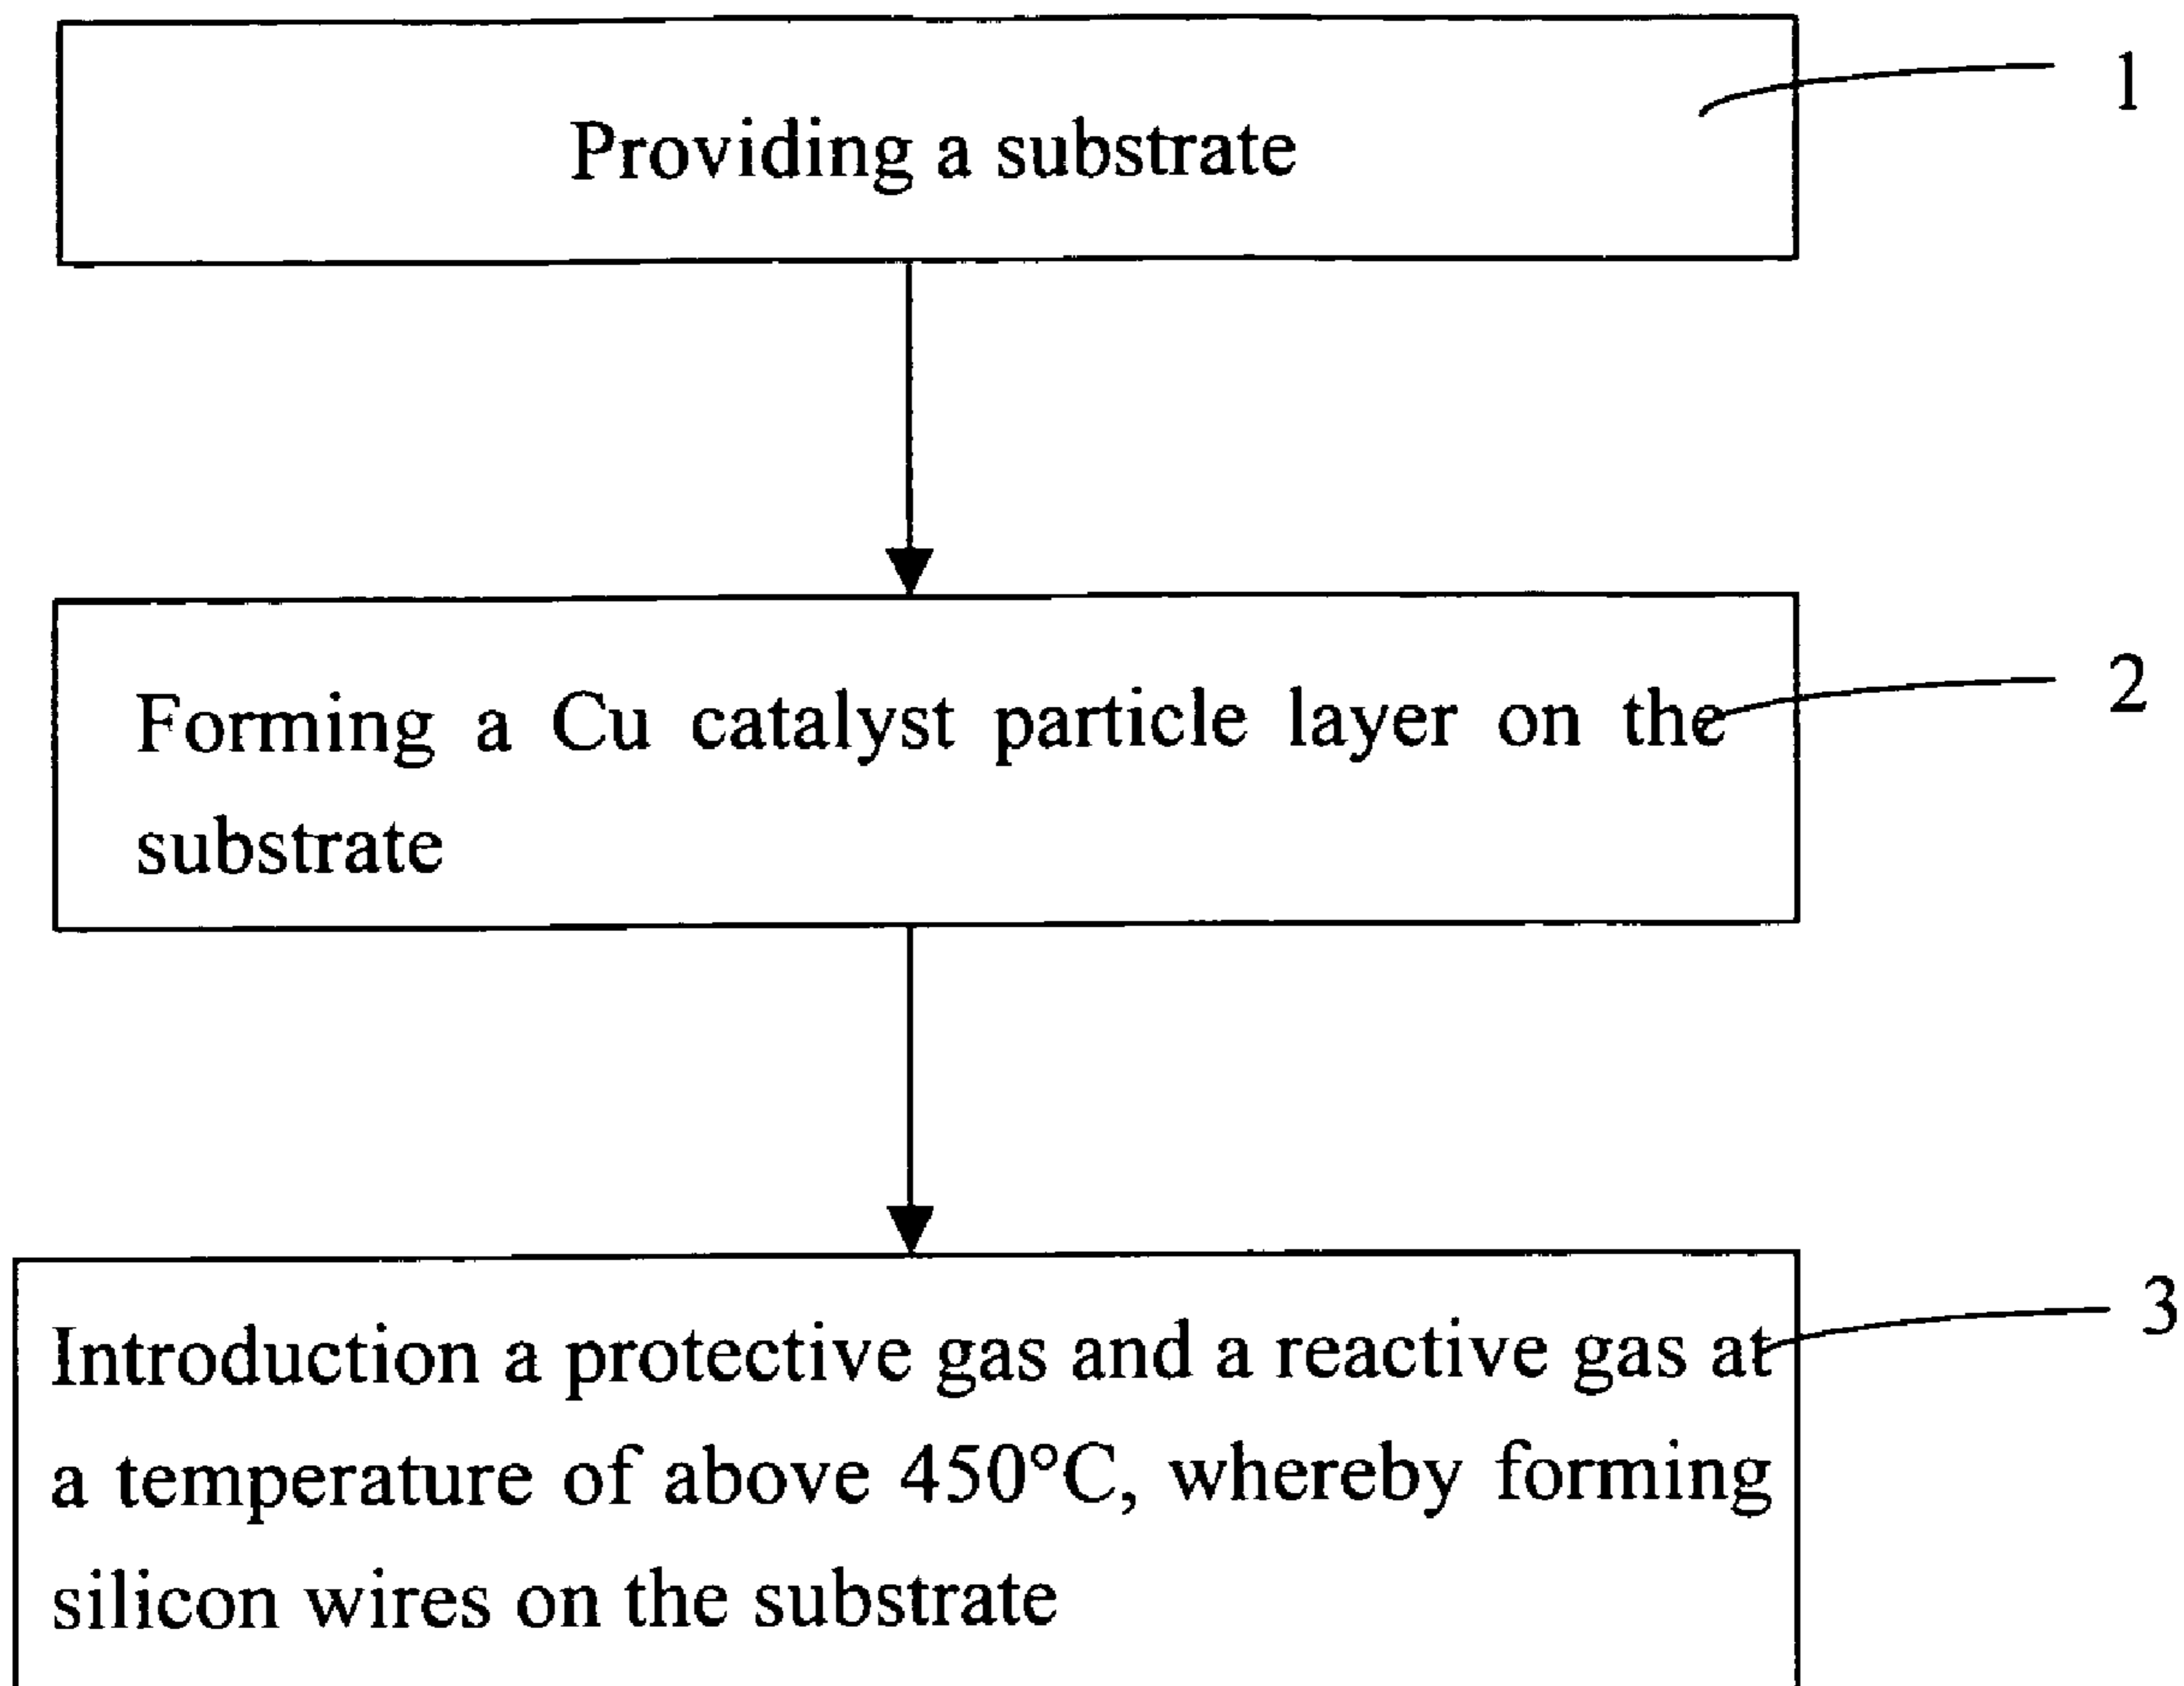 Providing a substrate
1
Forming a Cu catalyst particle layer on the
substrate
2
Introduction a protective gas and a reactive gas at
a temperature of above 450°C, whereby forming
silicon wires on the substrate
3